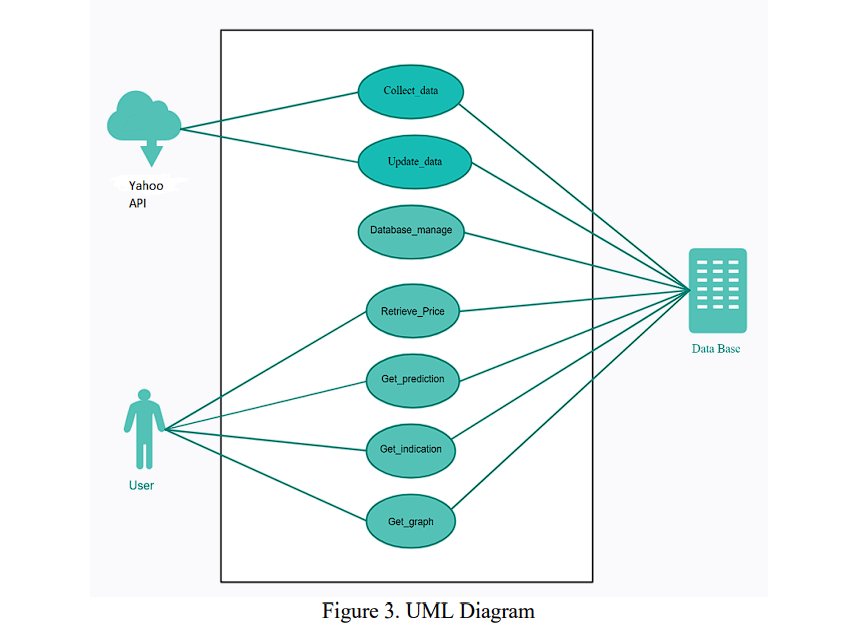 Collect_data
Update_data
Yahoo
API
Database_manage
Retrieve_Price
Data Base
Get_prediction
Get_indication
User
Get_graph
Figure 3. UML Diagram